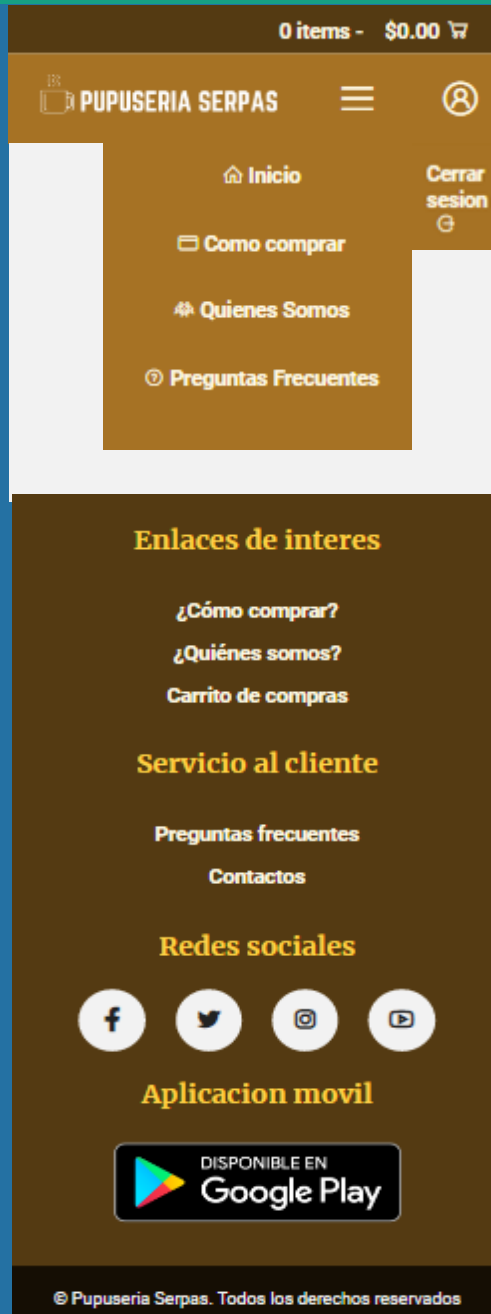 0 items - $0.00
PUPUSERIA SERPAS
Inicio
Cerrar
sesion
Como comprar
Quienes Somos
Preguntas Frecuentes
Enlaces de interes
¿Cómo comprar?
¿Quiénes somos?
Carrito de compras
Servicio al cliente
Preguntas frecuentes
Contactos
Redes sociales
Aplicacion movil
DISPONIBLE EN
Google Play
© Pupuseria Serpas. Todos los derechos reservados